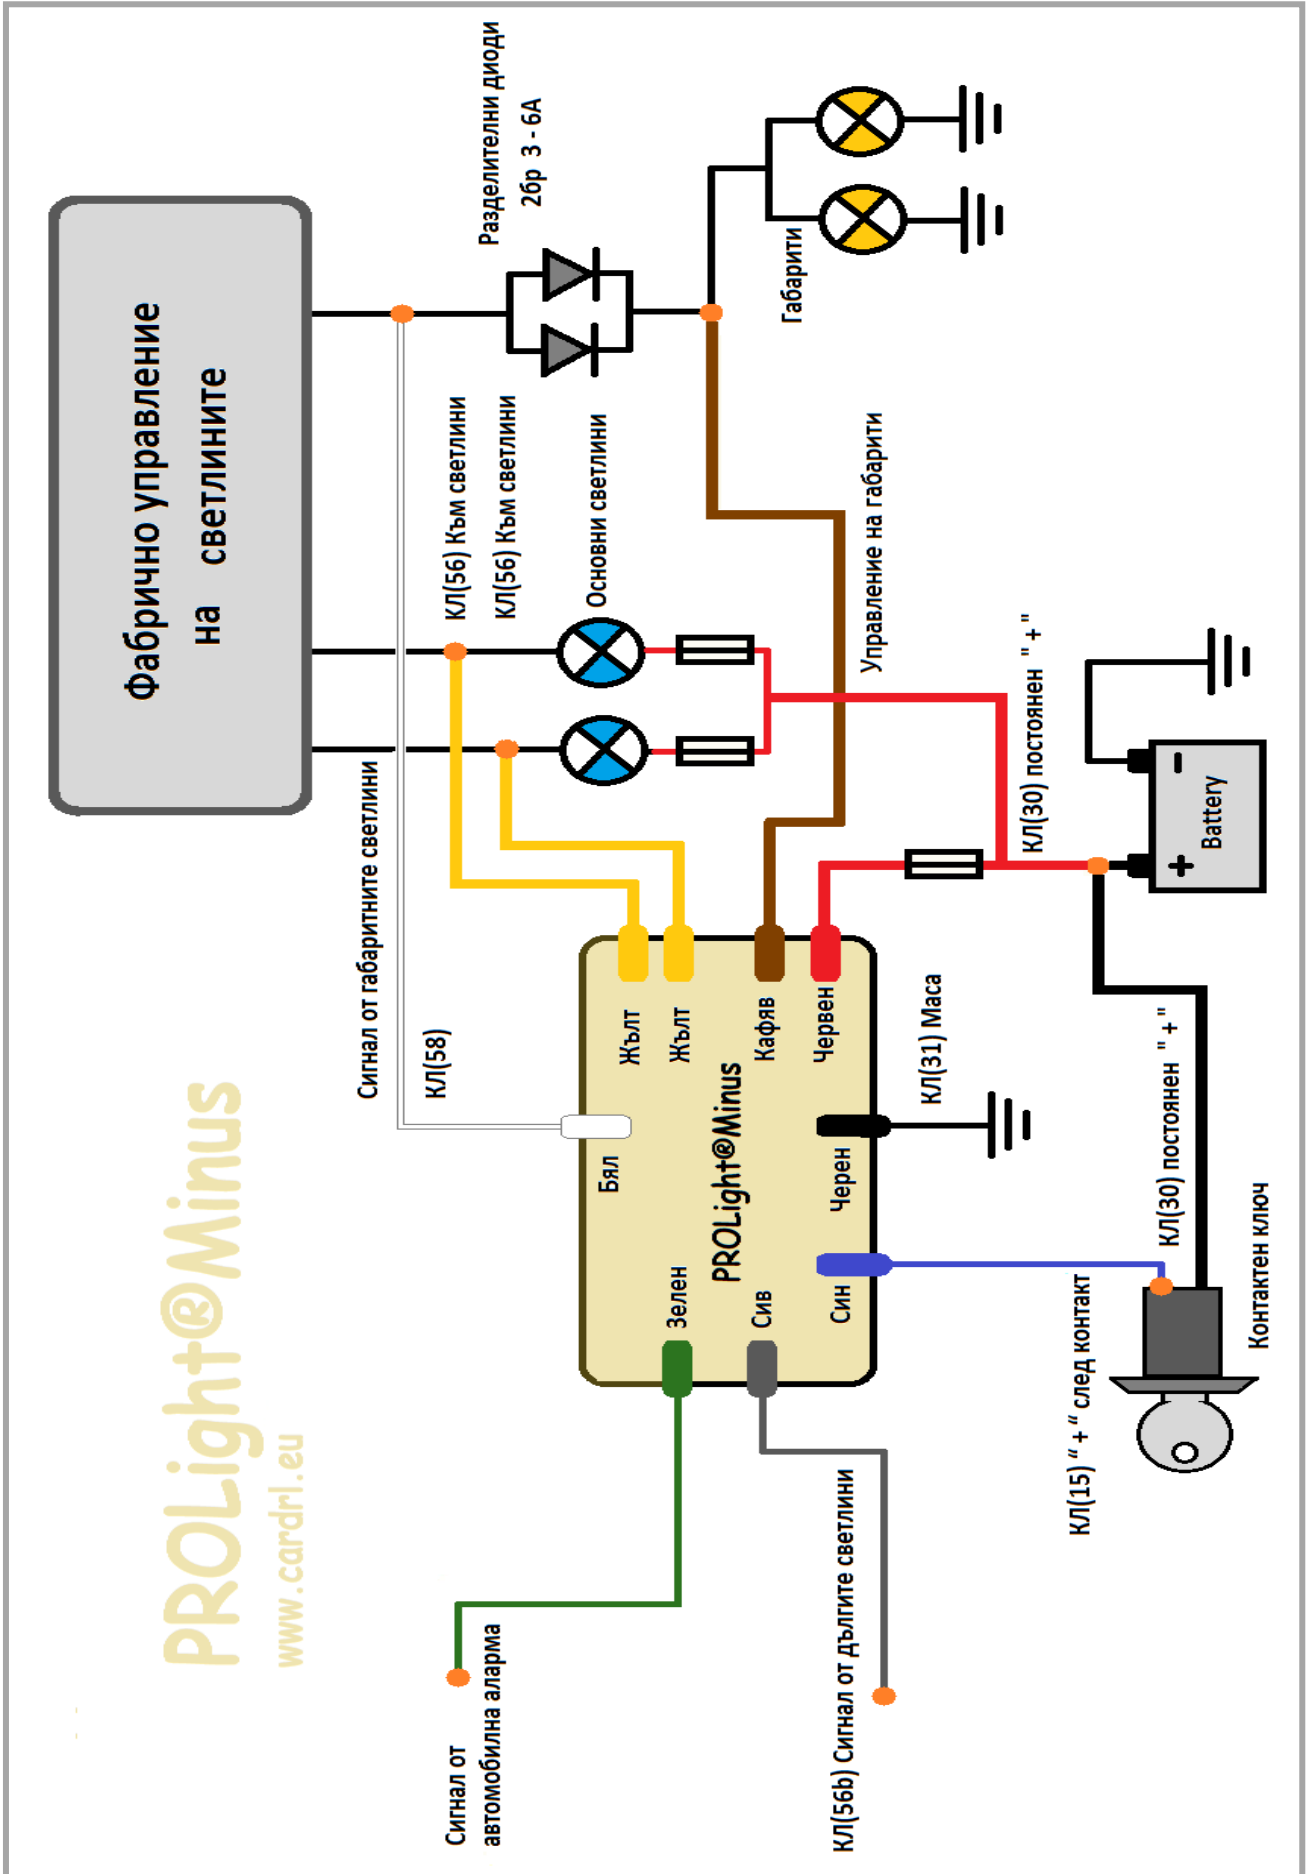 PROLight®Minus
www.cardrl.eu
Фабрично управление
на светлините
Разделителни диоди
2бр 3 - 6А
Габарити
КЛ(56) Към светлини
КЛ(56) Към светлини
Основни светлини
Управление на габарити
Сигнал от габаритните светлини
КЛ(58)
КЛ(30) постоянен " + "
Battery
+
-
Бял
Жълт
Жълт
Кафяв
Червен
PROLight®Minus
Зелен
Сив
Син
Черен
КЛ(31) Маса
КЛ(30) постоянен " + "
КЛ(15) “ + “ след контакт
Контактен ключ
Сигнал от
автомобилна аларма
КЛ(56b) Сигнал от дългите светлини